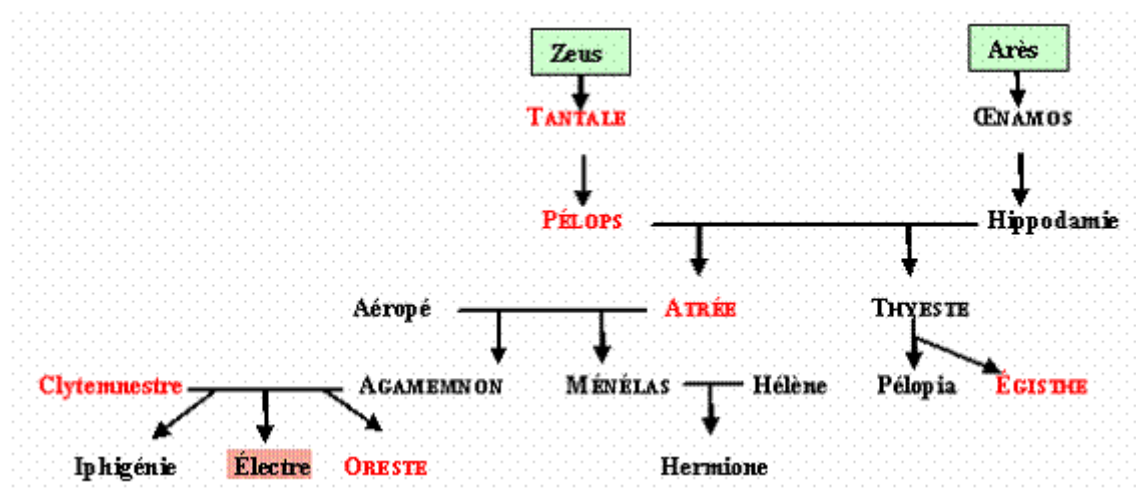 Zeus Arès
TANTALE ŒNAMOS
PÉLOPS Hippodamie
Aéropé ATRÉE THYESTE
Clytemnestre AGAMEMNON MÉNÉLAS Hélène Pélopia ÉGISTHE
Iphigénie Électre ORESTE Hermione